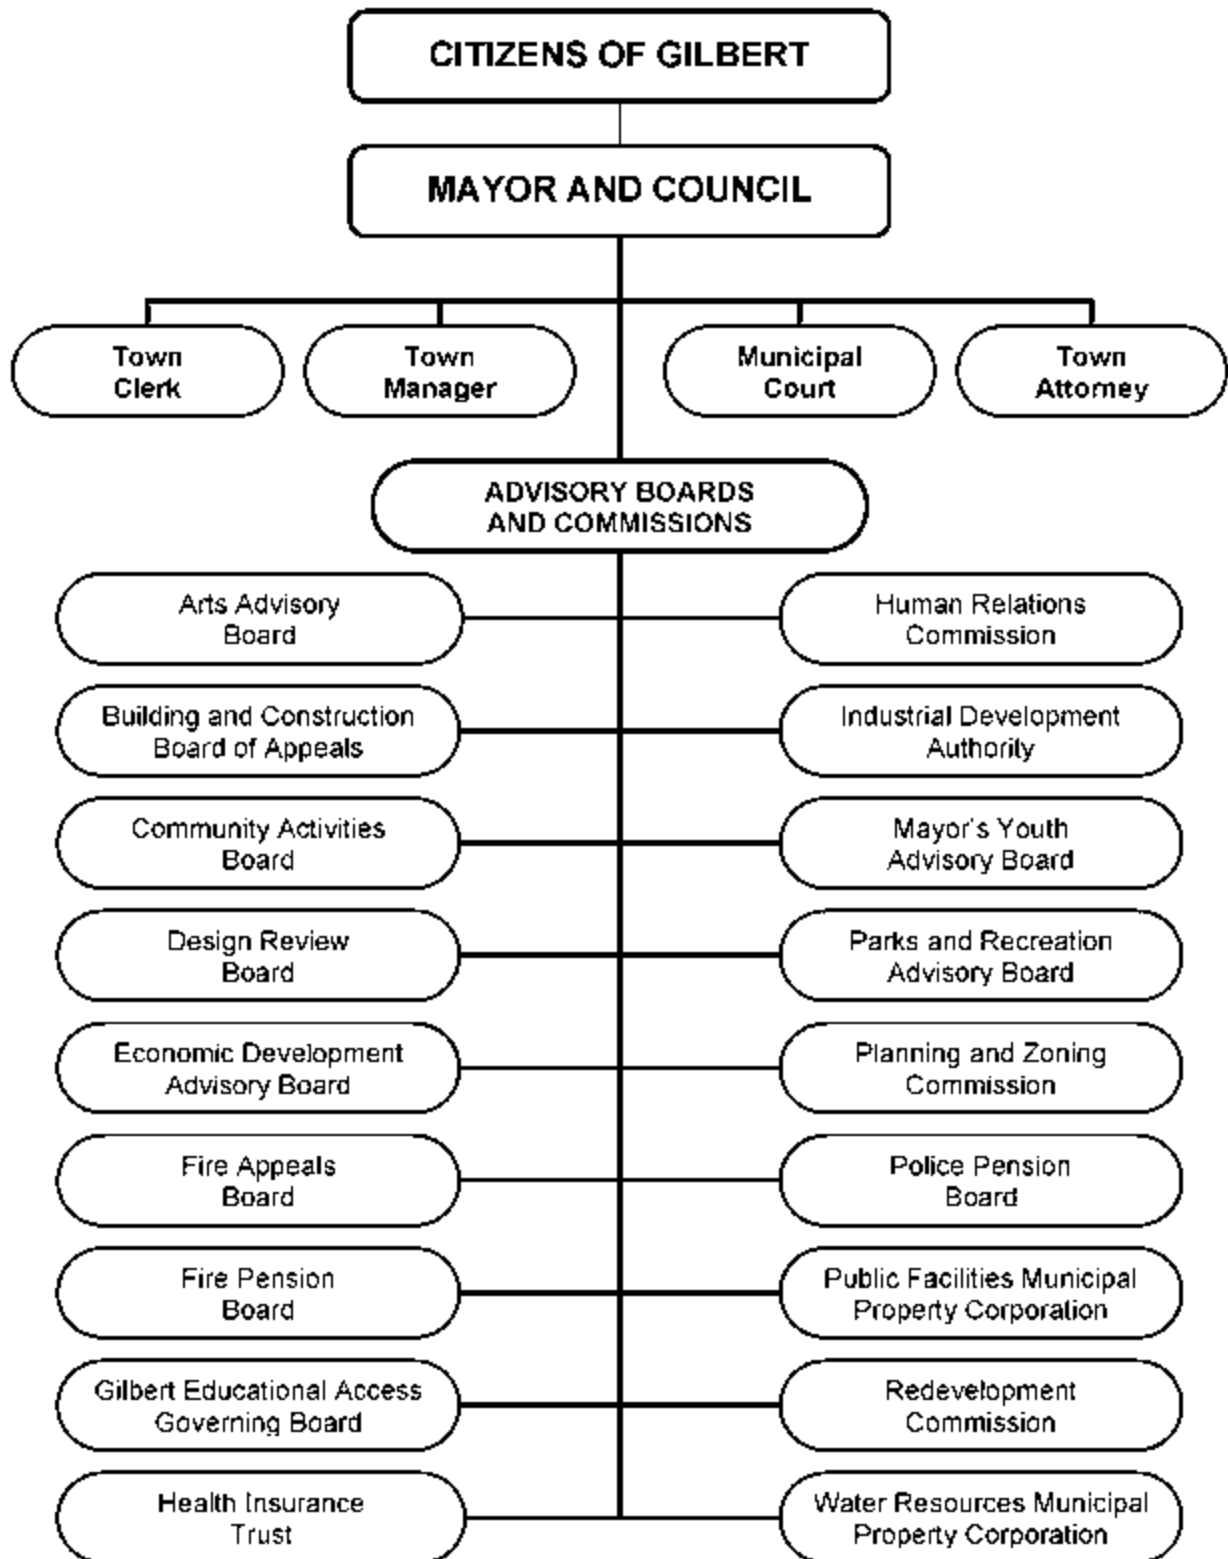 CITIZENS OF GILBERT
MAYOR AND COUNCIL
Town
Clerk
Town
Manager
Municipal
Court
Town
Attorney
ADVISORY BOARDS
AND COMMISSIONS
Arts Advisory
Board
Human Relations
Commission
Building and Construction
Board of Appeals
Industrial Development
Authority
Community Activities
Board
Mayor's Youth
Advisory Board
Design Review
Board
Parks and Recreation
Advisory Board
Economic Development
Advisory Board
Planning and Zoning
Commission
Fire Appeals
Board
Police Pension
Board
Fire Pension
Board
Public Facilities Municipal
Property Corporation
Gilbert Educational Access
Governing Board
Redevelopment
Commission
Health Insurance
Trust
Water Resources Municipal
Property Corporation